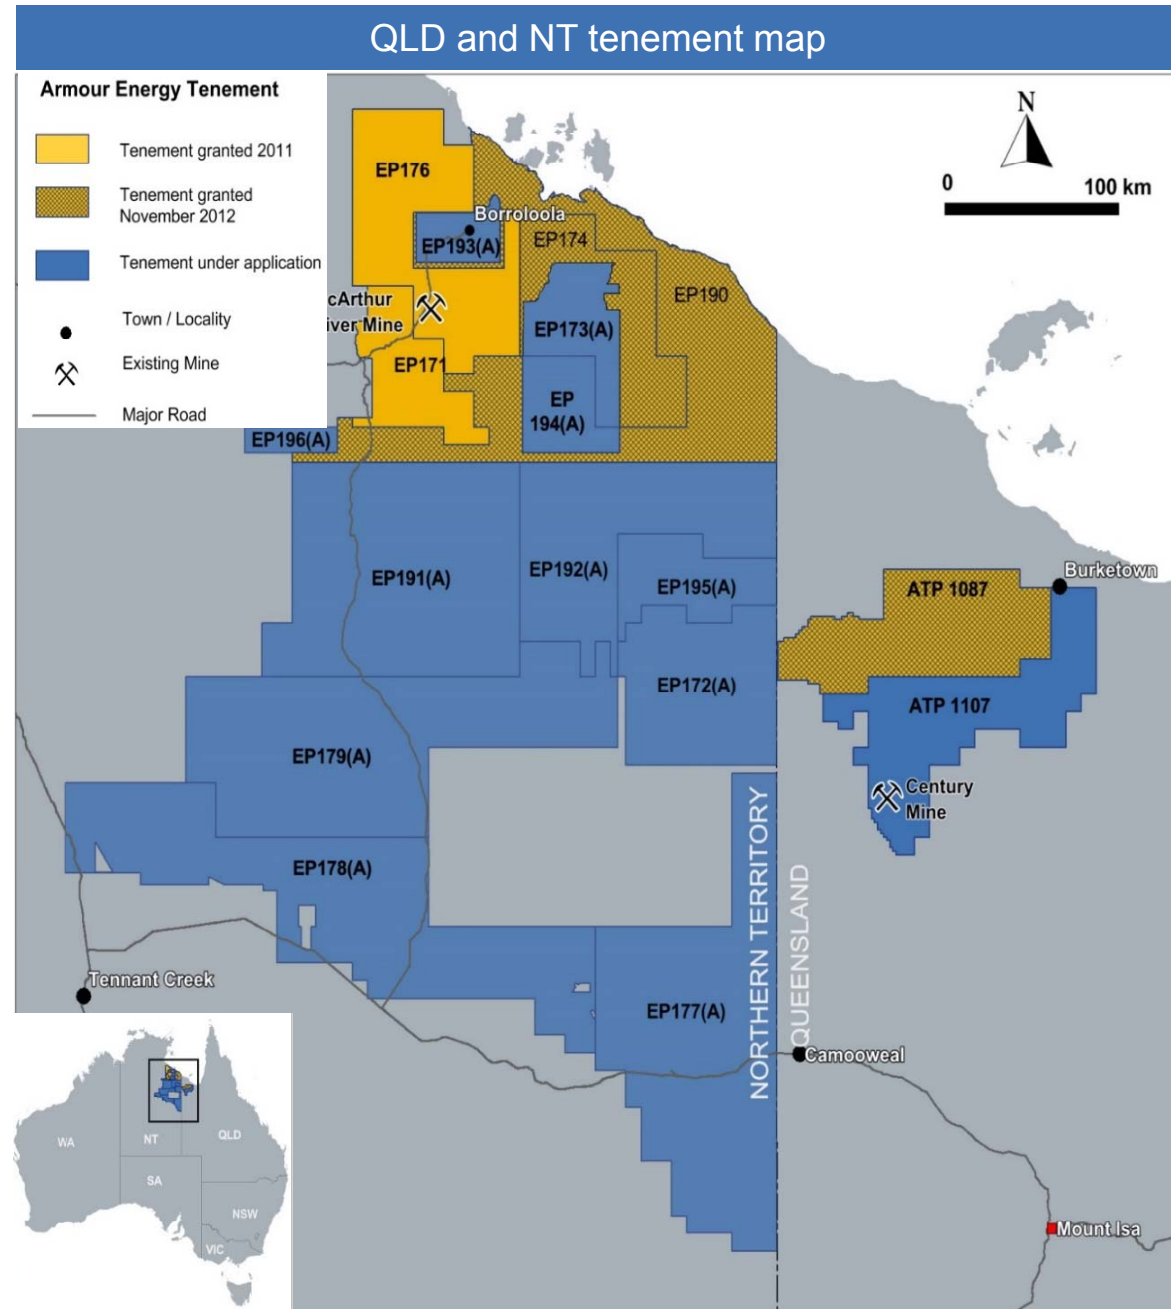 QLD and NT tenement map
Armour Energy Tenement
Tenement granted 2011
Tenement granted
November 2012
Tenement under application
Town / Locality
Existing Mine
Major Road
N
0 100 km
EP176
Borroloola
EP193(A)
EP174
EP190
cArthur
iver Mine
EP173(A)
EP171
EP
194(A)
EP196(A)
EP191(A)
EP192(A)
EP195(A)
EP172(A)
Burketown
ATP 1087
ATP 1107
EP179(A)
Century
Mine
EP178(A)
NORTHERN TERRITORY
QUEENSLAND
Tennant Creek
EP177(A)
Camooweal
Mount Isa
WA
NT
QLD
SA
NSW
VIC